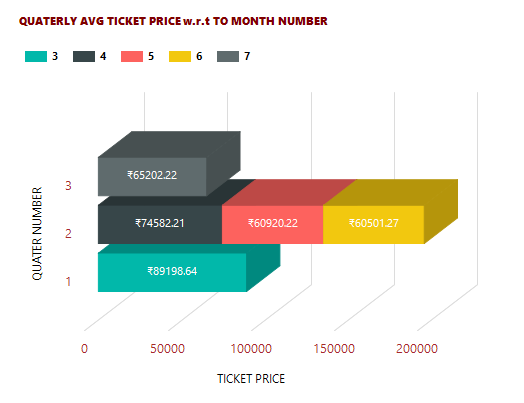 QUATERLY AVG TICKET PRICE w.r.t TO MONTH NUMBER
3 4 5 6 7
3
₹65202.22
2
₹74582.21 ₹60920.22 ₹60501.27
1
₹89198.64
QUATER NUMBER
0 50000 100000 150000 200000
TICKET PRICE